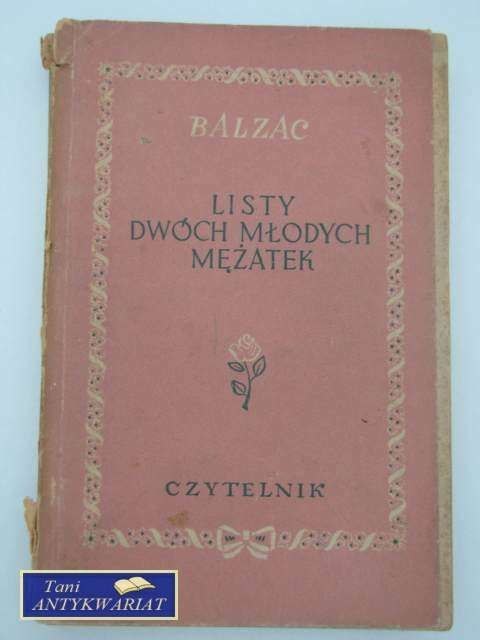 BALZAC
LISTY
DWÓCH MŁODYCH
MĘŻATEK
CZYTELNIK
Tani
ANTYKWARIAT